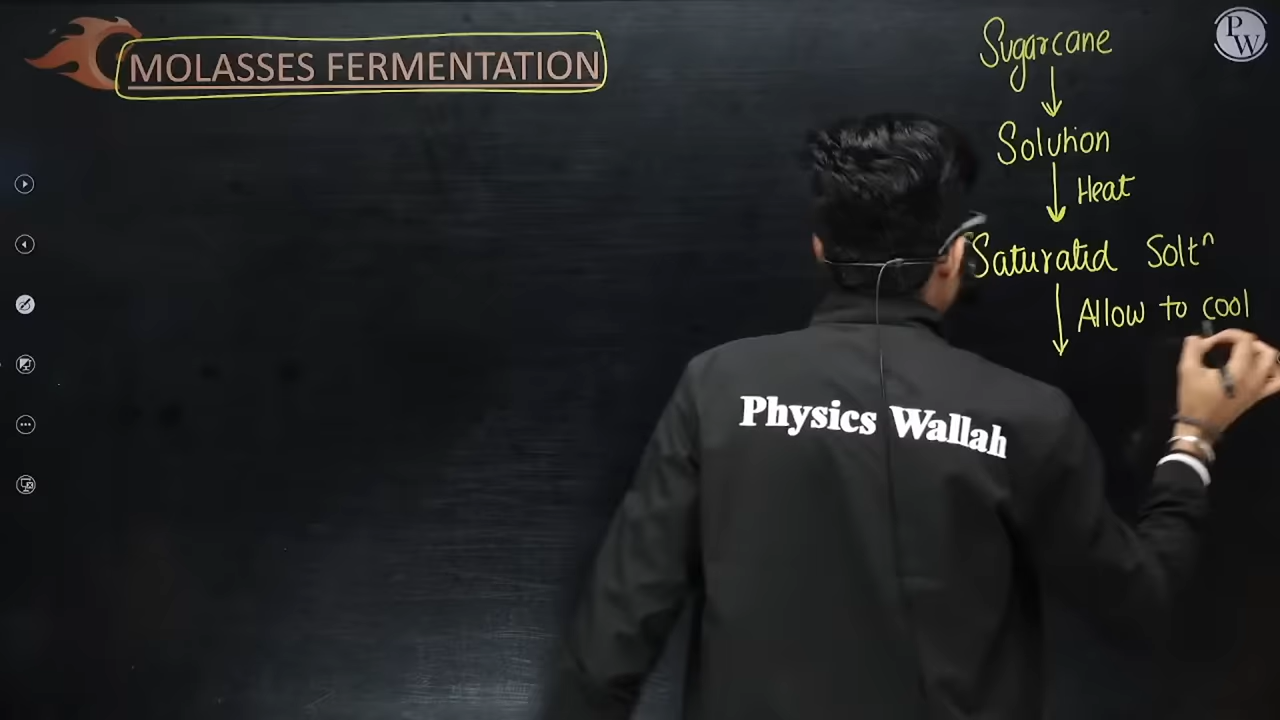 MOLASSES FERMENTATION
Sugarcane
Solution
Heat
Saturated Soltⁿ
Allow to cool
Physics Wallah
PW